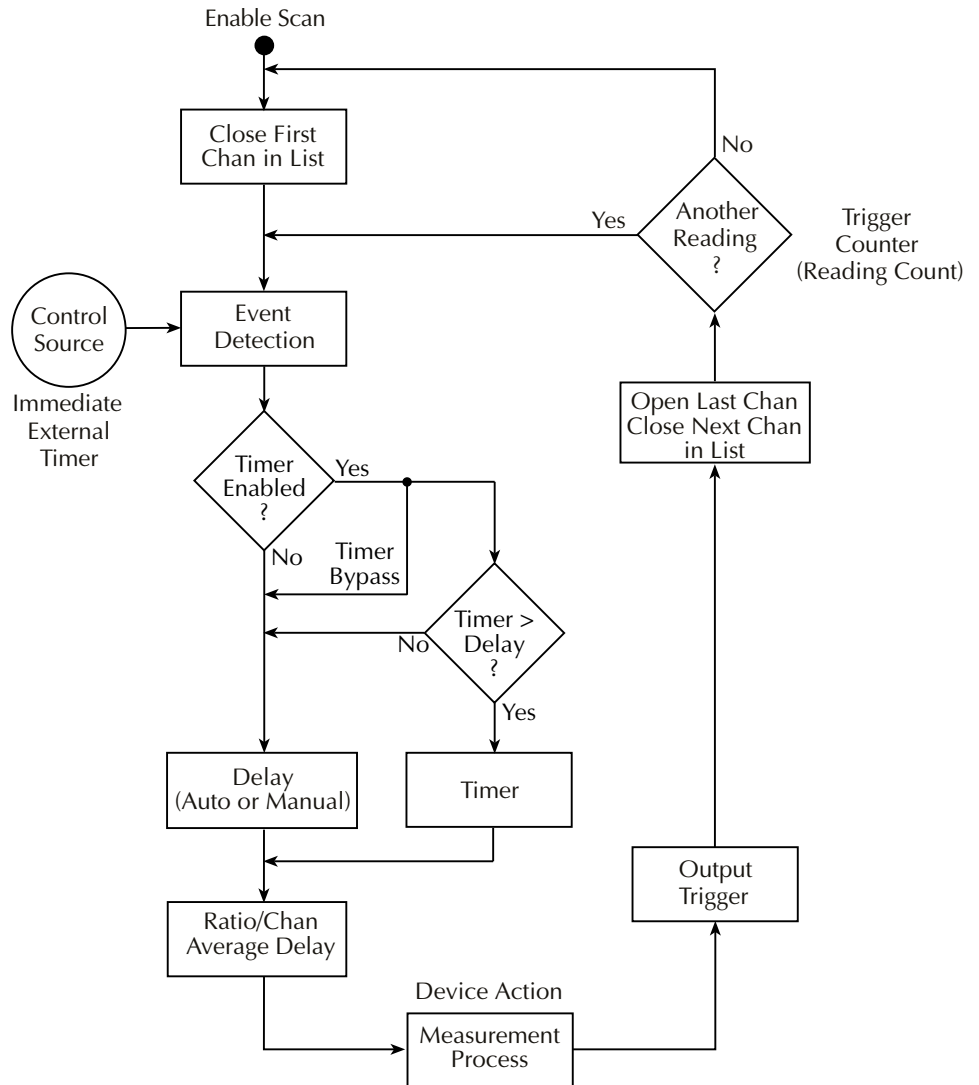 Enable Scan
Close First
Chan in List
No
Yes
Another
Reading
?
Trigger
Counter
(Reading Count)
Control
Source
Event
Detection
Immediate
External
Timer
Open Last Chan
Close Next Chan
in List
Timer
Enabled
?
Yes
No
Timer
Bypass
Timer >
Delay
?
No
Yes
Delay
(Auto or Manual)
Timer
Output
Trigger
Ratio/Chan
Average Delay
Device Action
Measurement
Process